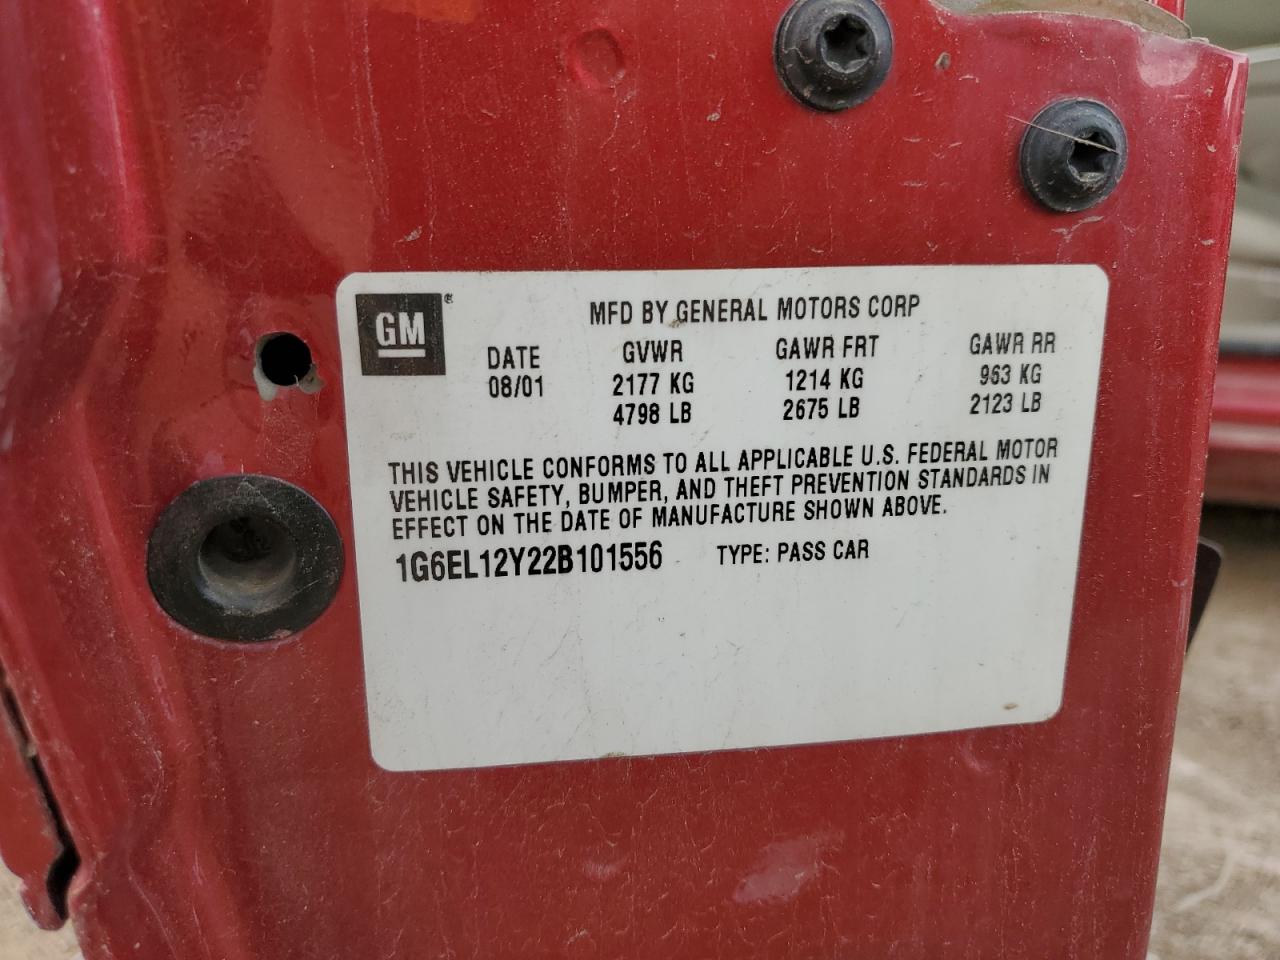 GM®
MFD BY GENERAL MOTORS CORP
DATE GVWR GAWR FRT GAWR RR
08/01 2177 KG 1214 KG 963 KG
4798 LB 2675 LB 2123 LB
THIS VEHICLE CONFORMS TO ALL APPLICABLE U.S. FEDERAL MOTOR
VEHICLE SAFETY, BUMPER, AND THEFT PREVENTION STANDARDS IN
EFFECT ON THE DATE OF MANUFACTURE SHOWN ABOVE.
1G6EL12Y22B101556 TYPE: PASS CAR